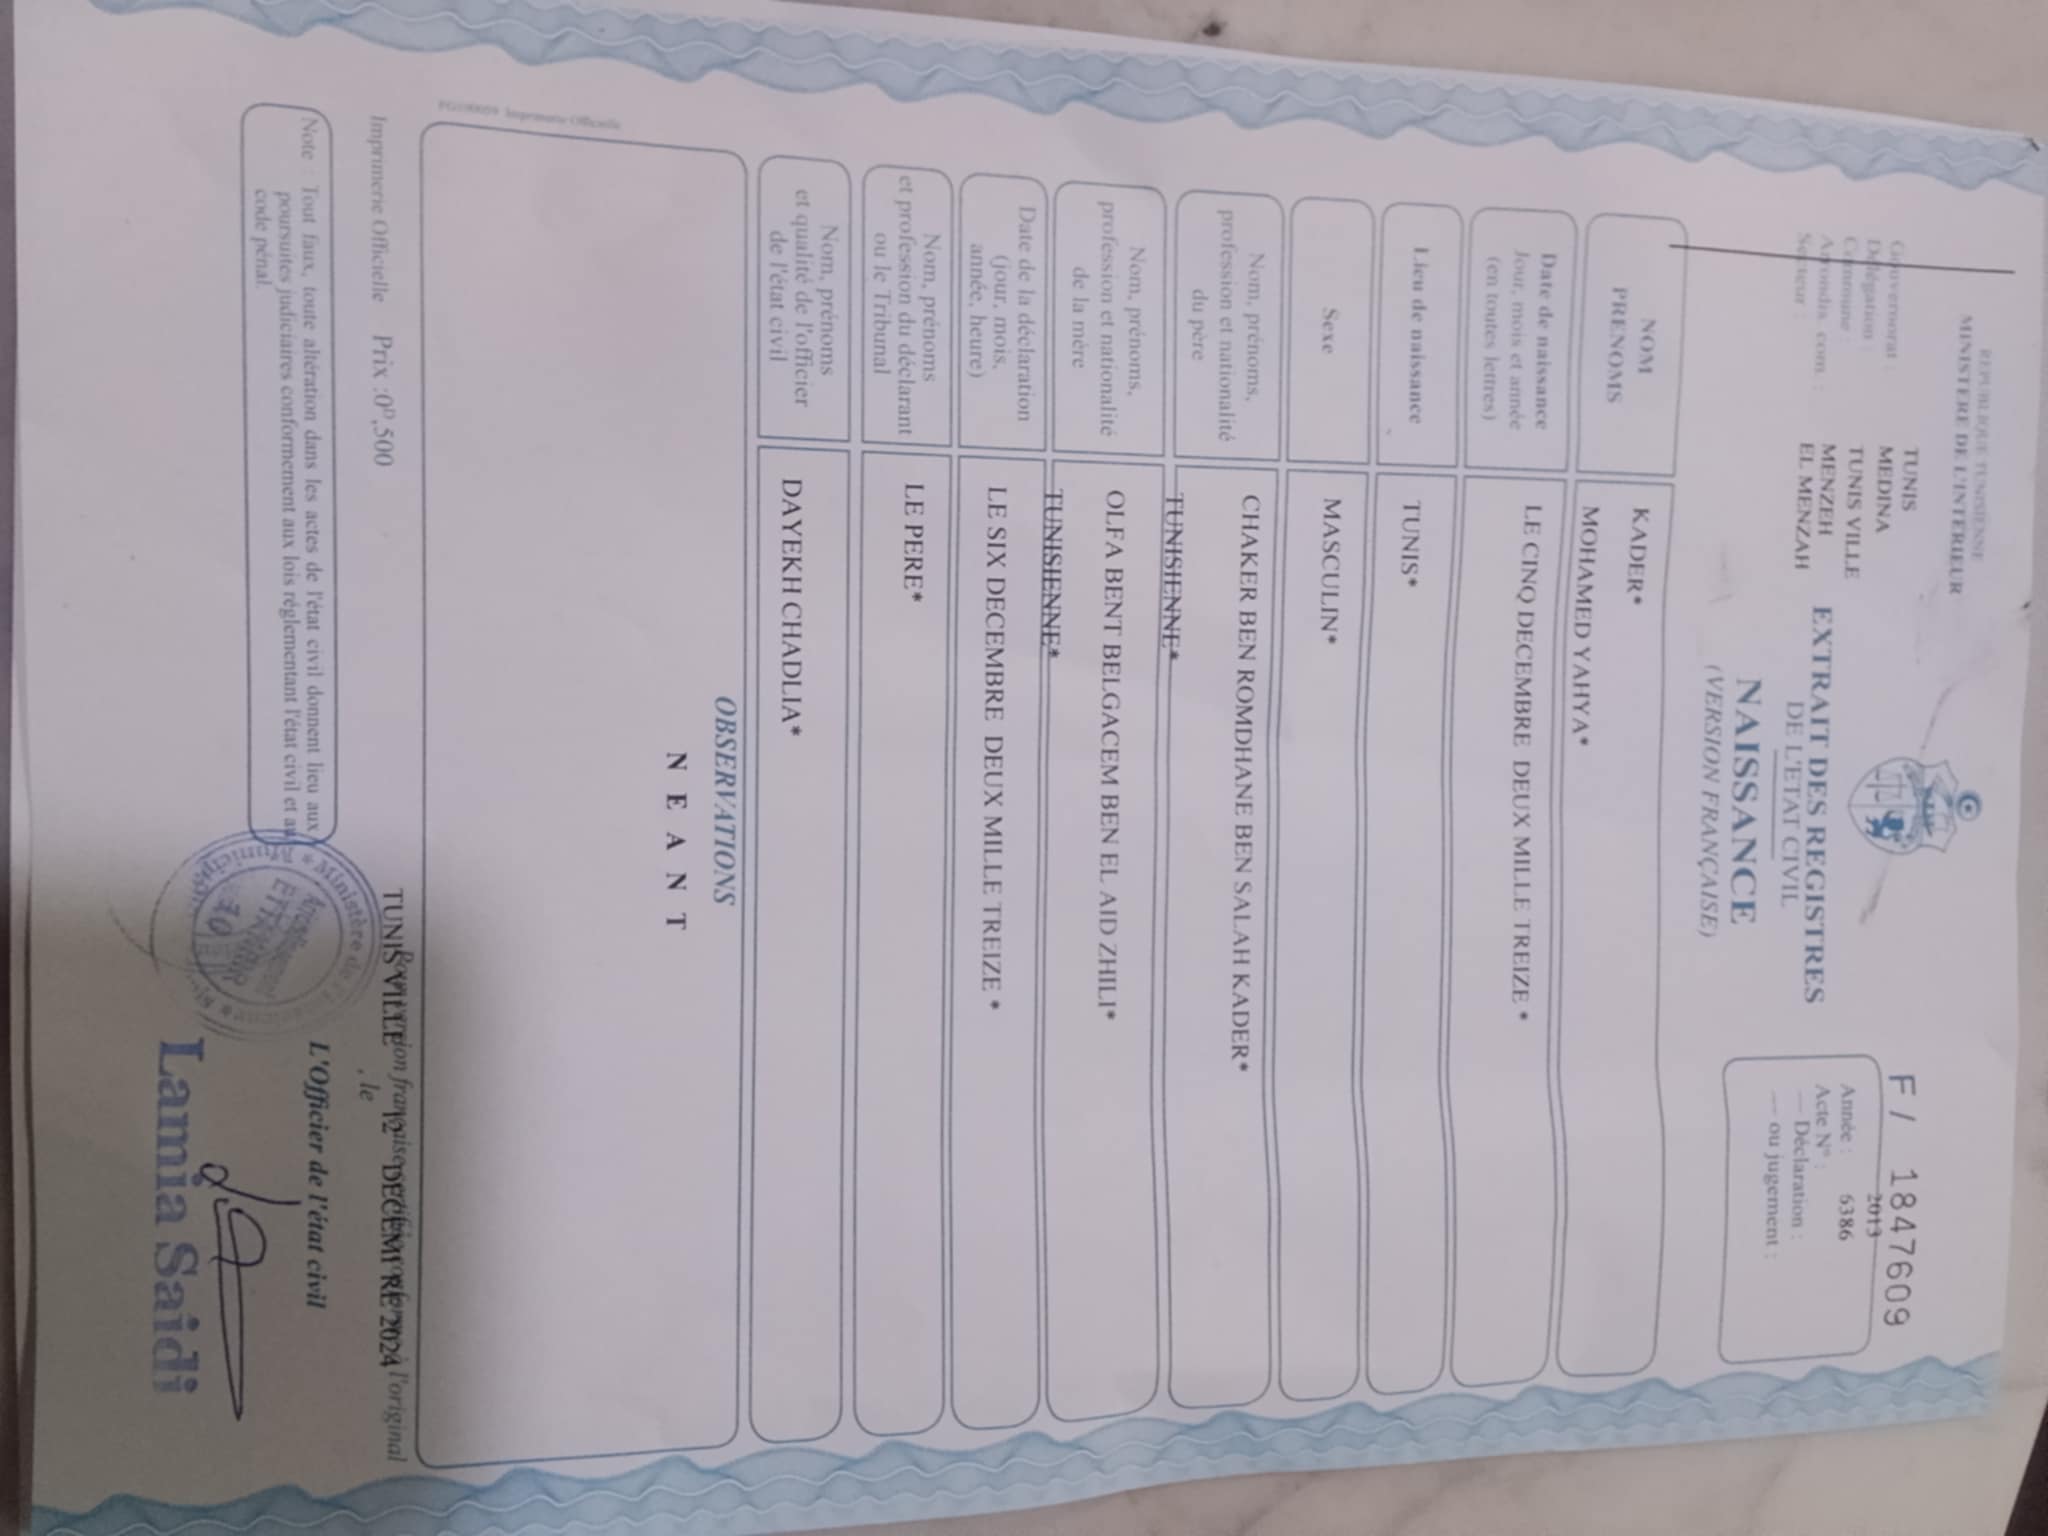 REPUBLIQUE TUNISIENNE
MINISTERE DE L'INTERIEUR
F / 1847609
Gouvernorat : TUNIS
Délégation : MEDINA
Commune : TUNIS VILLE
Arrondis. com. : MENZEH
Secteur : EL MENZAH
EXTRAIT DES REGISTRES
DE L'ETAT CIVIL
NAISSANCE
(VERSION FRANÇAISE)
Année : 2013
Acte N° : 6386
— Déclaration :
— ou jugement :
NOM KADER*
PRENOMS MOHAMED YAHYA*
Date de naissance
Jour, mois et année
(en toutes lettres)
LE CINQ DECEMBRE DEUX MILLE TREIZE *
Lieu de naissance TUNIS*
Sexe MASCULIN*
Nom, prénoms,
profession et nationalité
du père
CHAKER BEN ROMDHANE BEN SALAH KADER*
TUNISIENNE*
Nom, prénoms,
profession et nationalité
de la mère
OLFA BENT BELGACEM BEN EL AID ZHILI*
TUNISIENNE*
Date de la déclaration
(jour, mois,
année, heure)
LE SIX DECEMBRE DEUX MILLE TREIZE *
Nom, prénoms
et profession du déclarant
ou le Tribunal
LE PERE*
Nom, prénoms
et qualité de l'officier
de l'état civil
DAYEKH CHADLIA*
OBSERVATIONS
N E A N T
FG190059 Imprimerie Officielle
Imprimerie Officielle Prix :0ᴰ,500
française l'original
TUNIS VILLE , le 12 DECEMBRE 2024
Note : Tout faux, toute altération dans les actes de l'état civil donnent lieu aux
poursuites judiciaires conformement aux lois réglementant l'état civil et au
code pénal.
L'Officier de l'état civil
Lamia Saidi